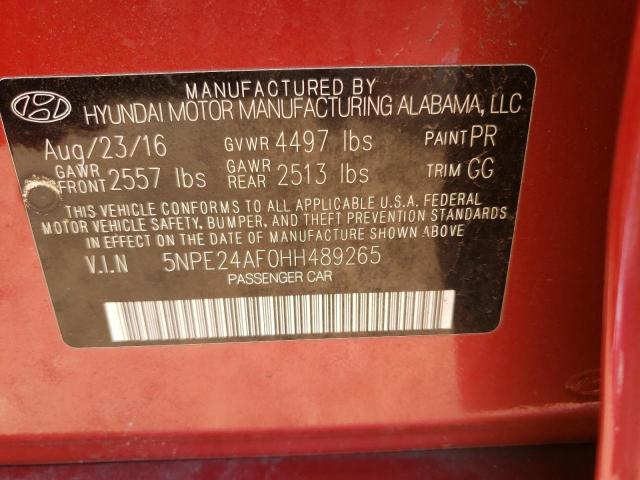 MANUFACTURED BY
HYUNDAI MOTOR MANUFACTURING ALABAMA, LLC
Aug/23/16 GVWR 4497 lbs PAINT PR
GAWR FRONT 2557 lbs GAWR REAR 2513 lbs TRIM GG
THIS VEHICLE CONFORMS TO ALL APPLICABLE U.S.A. FEDERAL
MOTOR VEHICLE SAFETY, BUMPER, AND THEFT PREVENTION STANDARDS
IN EFFECT ON THE DATE OF MANUFACTURE SHOWN ABOVE
V.I.N 5NPE24AF0HH489265
PASSENGER CAR